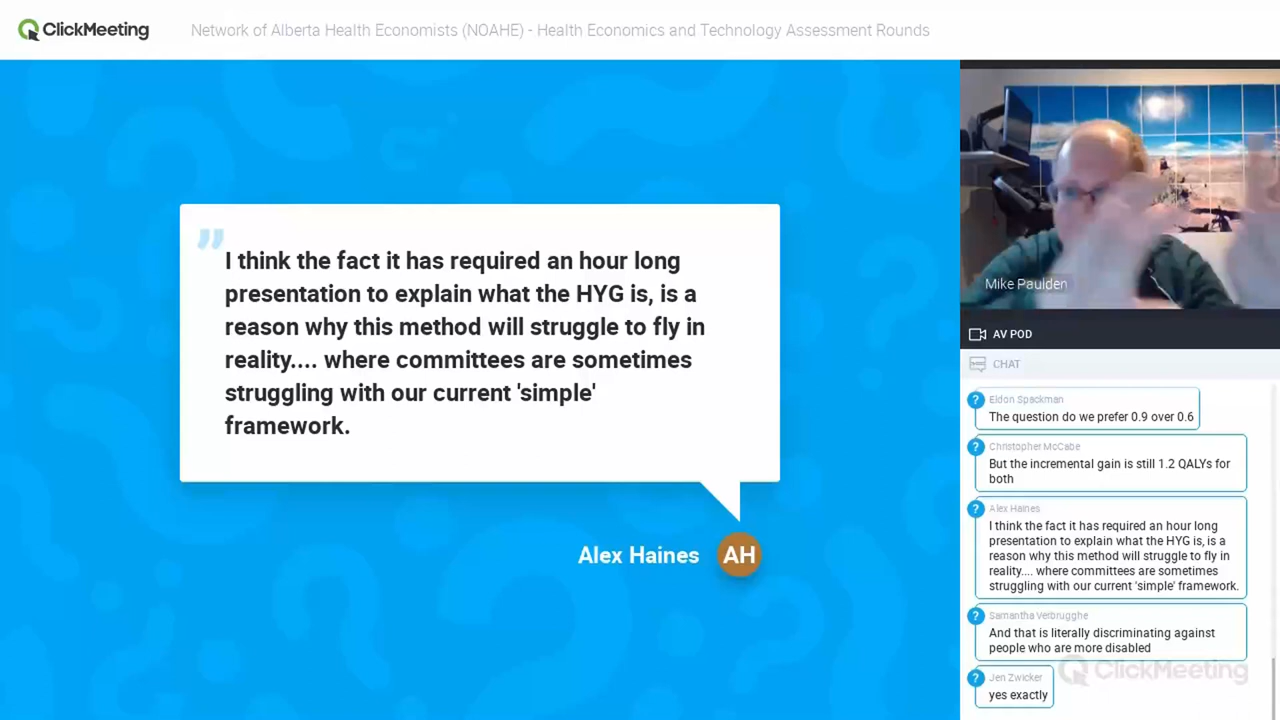 ClickMeeting
Network of Alberta Health Economists (NOAHE) - Health Economics and Technology Assessment Rounds
I think the fact it has required an hour long
presentation to explain what the HYG is, is a
reason why this method will struggle to fly in
reality.... where committees are sometimes
struggling with our current 'simple'
framework.
Alex Haines
AH
Mike Paulden
AV POD
CHAT
?
Eldon Spackman
The question do we prefer 0.9 over 0.6
?
Christopher McCabe
But the incremental gain is still 1.2 QALYs for
both
?
Alex Haines
I think the fact it has required an hour long
presentation to explain what the HYG is, is a
reason why this method will struggle to fly in
reality.... where committees are sometimes
struggling with our current 'simple' framework.
?
Samantha Verbrugghe
And that is literally discriminating against
people who are more disabled
?
Jen Zwicker
yes exactly
ClickMeeting